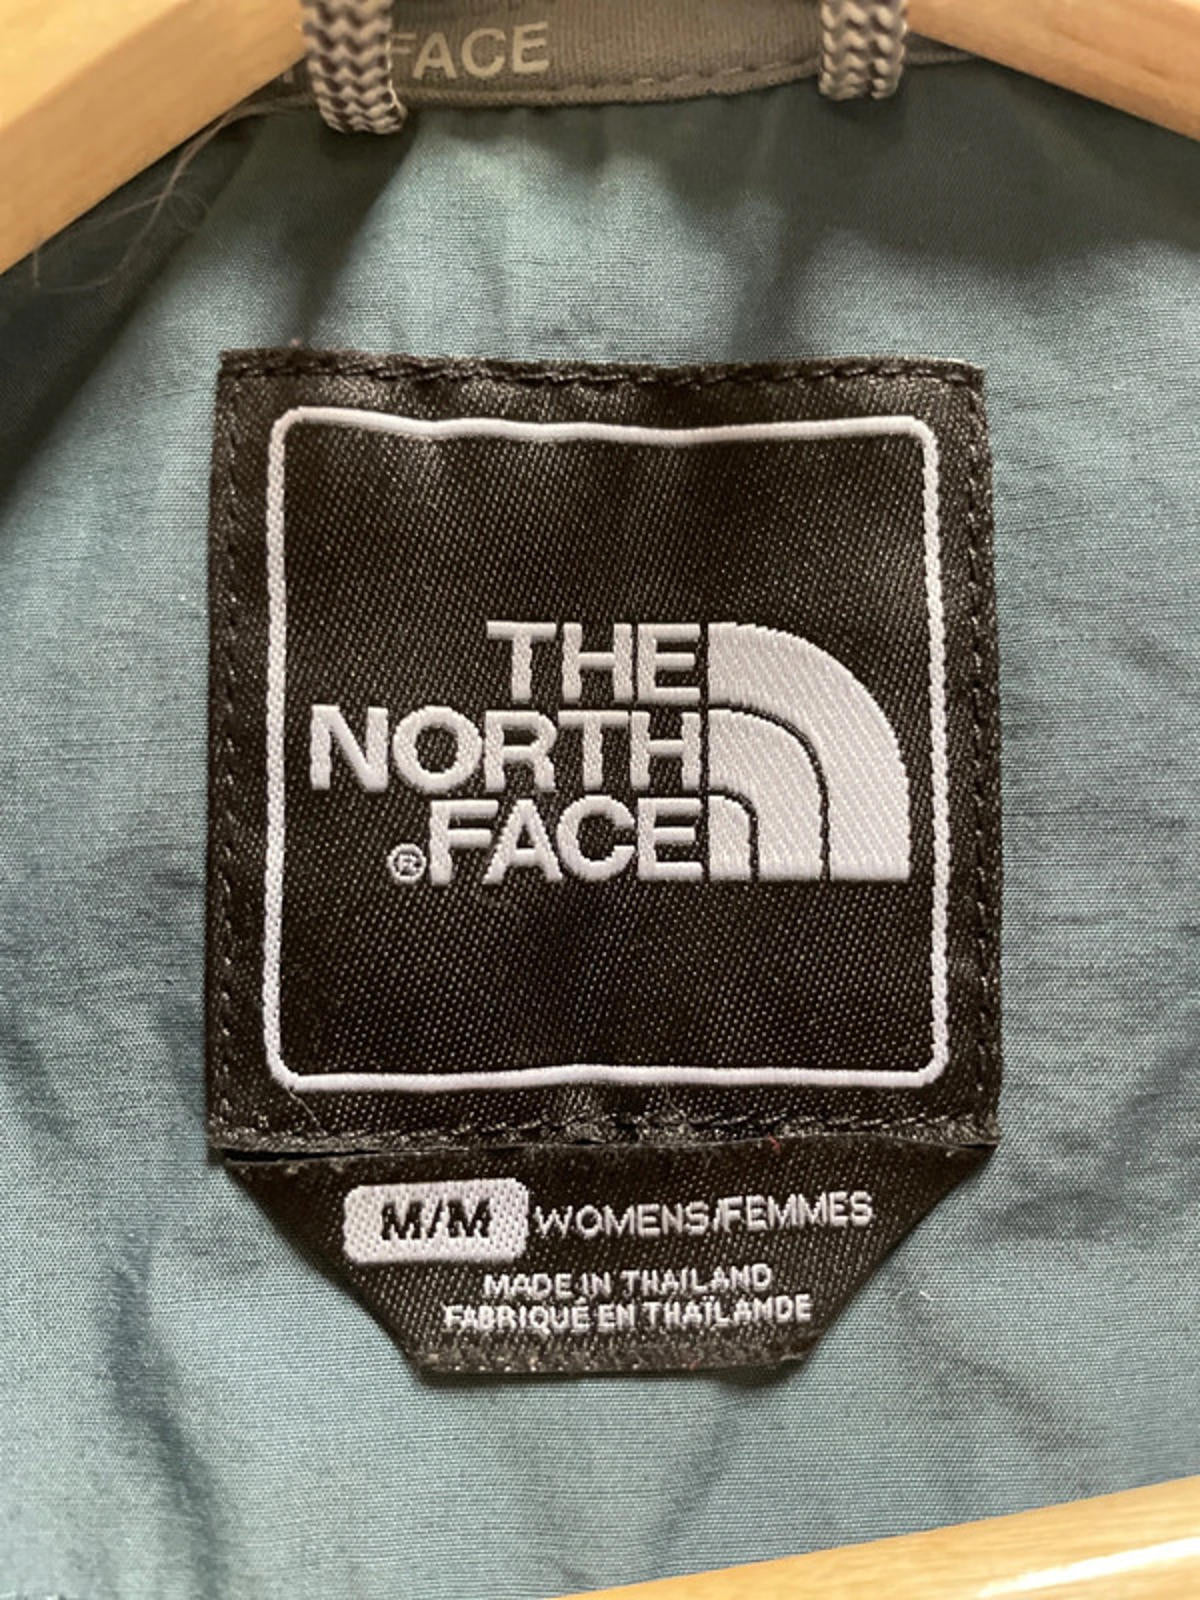 FACE
THE
NORTH
®FACE
M/M WOMENS/FEMMES
MADE IN THAILAND
FABRIQUÉ EN THAÏLANDE